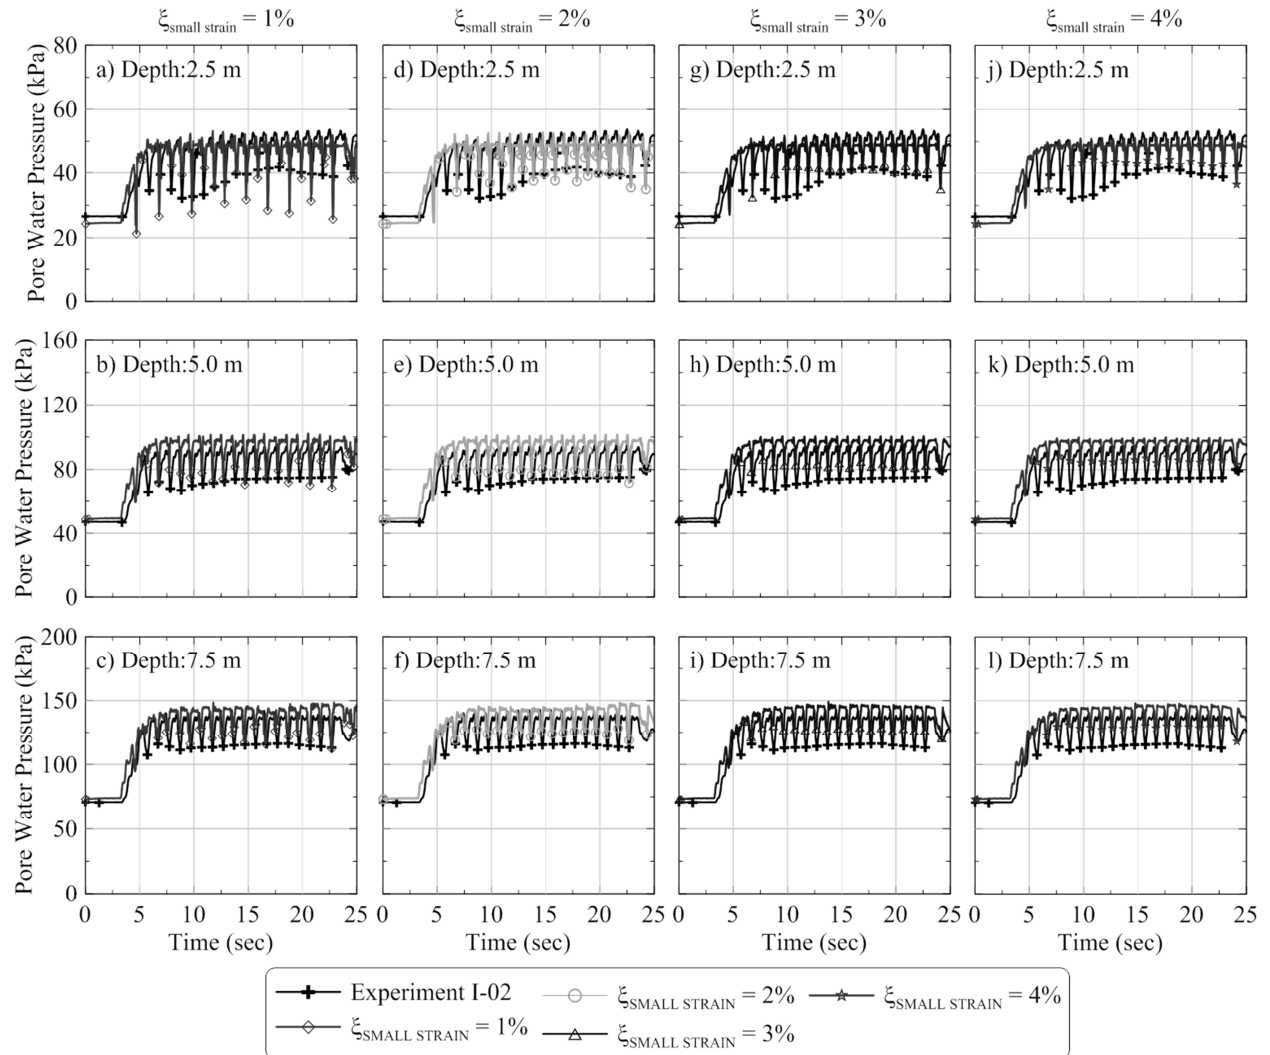 ξsmall strain = 1%
ξsmall strain = 2%
ξsmall strain = 3%
ξsmall strain = 4%
Pore Water Pressure (kPa)
80
60
40
20
0
a) Depth:2.5 m
d) Depth:2.5 m
g) Depth:2.5 m
j) Depth:2.5 m
Pore Water Pressure (kPa)
160
120
80
40
0
b) Depth:5.0 m
e) Depth:5.0 m
h) Depth:5.0 m
k) Depth:5.0 m
Pore Water Pressure (kPa)
200
150
100
50
0
c) Depth:7.5 m
f) Depth:7.5 m
i) Depth:7.5 m
l) Depth:7.5 m
0 5 10 15 20 25
0 5 10 15 20 25
0 5 10 15 20 25
0 5 10 15 20 25
Time (sec)
Time (sec)
Time (sec)
Time (sec)
Experiment I-02
ξSMALL STRAIN = 1%
ξSMALL STRAIN = 2%
ξSMALL STRAIN = 3%
ξSMALL STRAIN = 4%